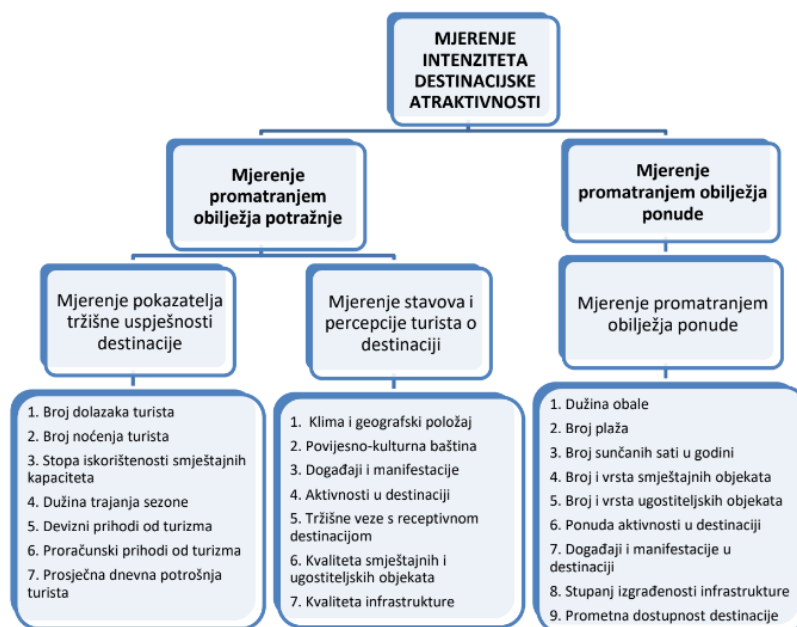 MJERENJE
INTENZITETA
DESTINACIJSKE
ATRAKTIVNOSTI
Mjerenje
promatranjem
obilježja potražnje
Mjerenje
promatranjem obilježja
ponude
Mjerenje pokazatelja
tržišne uspješnosti
destinacije
Mjerenje stavova i
percepcije turista o
destinaciji
Mjerenje promatranjem
obilježja ponude
1. Broj dolazaka turista
2. Broj noćenja turista
3. Stopa iskorištenosti smještajnih
kapaciteta
4. Dužina trajanja sezone
5. Devizni prihodi od turizma
6. Proračunski prihodi od turizma
7. Prosječna dnevna potrošnja
turista
1. Klima i geografski položaj
2. Povijesno-kulturna baština
3. Događaji i manifestacije
4. Aktivnosti u destinaciji
5. Tržišne veze s receptivnom
destinacijom
6. Kvaliteta smještajnih i
ugostiteljskih objekata
7. Kvaliteta infrastrukture
1. Dužina obale
2. Broj plaža
3. Broj sunčanih sati u godini
4. Broj i vrsta smještajnih objekata
5. Broj i vrsta ugostiteljskih objekata
6. Ponuda aktivnosti u destinaciji
7. Događaji i manifestacije u
destinaciji
8. Stupanj izgrađenosti infrastrukture
9. Prometna dostupnost destinacije